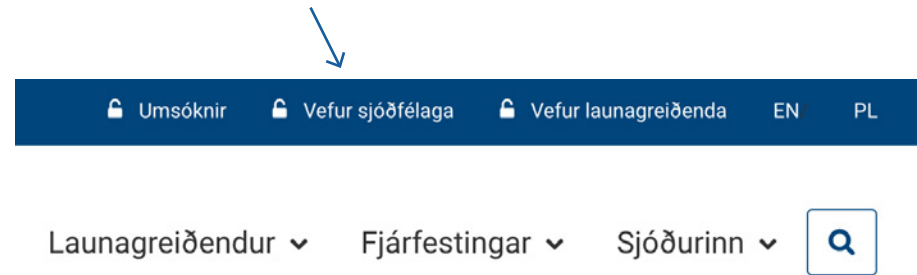 Umsóknir Vefur sjóðfélaga Vefur launagreiðenda EN PL
Launagreiðendur Fjárfestingar Sjóðurinn